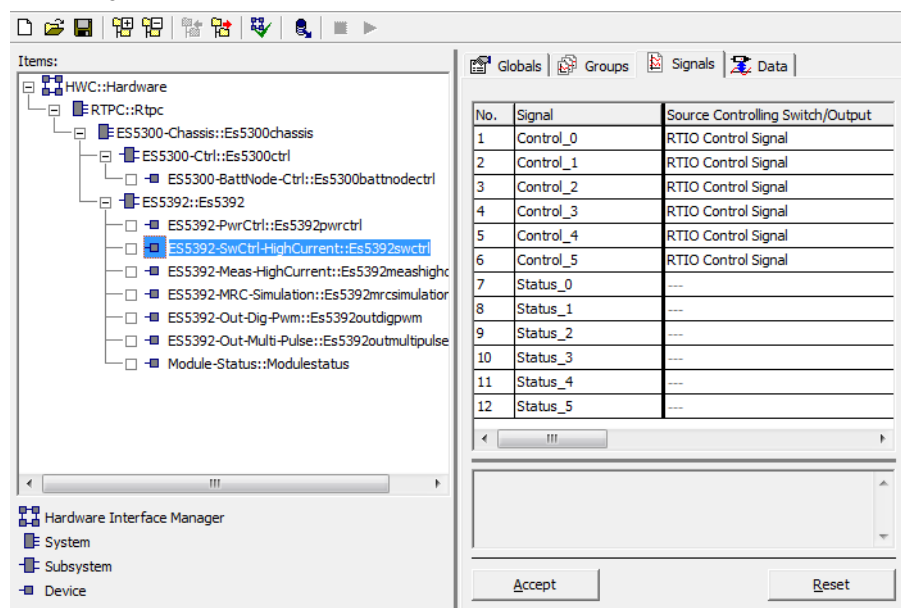 Items:
HWC::Hardware
RTPC::Rtpc
ES5300-Chassis::Es5300chassis
ES5300-Ctrl::Es5300ctrl
ES5300-BattNode-Ctrl::Es5300battnodectrl
ES5392::Es5392
ES5392-PwrCtrl::Es5392pwrctrl
ES5392-SwCtrl-HighCurrent::Es5392swctrl
ES5392-Meas-HighCurrent::Es5392meashighc
ES5392-MRC-Simulation::Es5392mrcsimulation
ES5392-Out-Dig-Pwm::Es5392outdigpwm
ES5392-Out-Multi-Pulse::Es5392outmultipulse
Module-Status::Modulestatus
Hardware Interface Manager
System
Subsystem
Device
Globals Groups Signals Data
No. Signal Source Controlling Switch/Output
1 Control_0 RTIO Control Signal
2 Control_1 RTIO Control Signal
3 Control_2 RTIO Control Signal
4 Control_3 RTIO Control Signal
5 Control_4 RTIO Control Signal
6 Control_5 RTIO Control Signal
7 Status_0 ---
8 Status_1 ---
9 Status_2 ---
10 Status_3 ---
11 Status_4 ---
12 Status_5 ---
Accept Reset